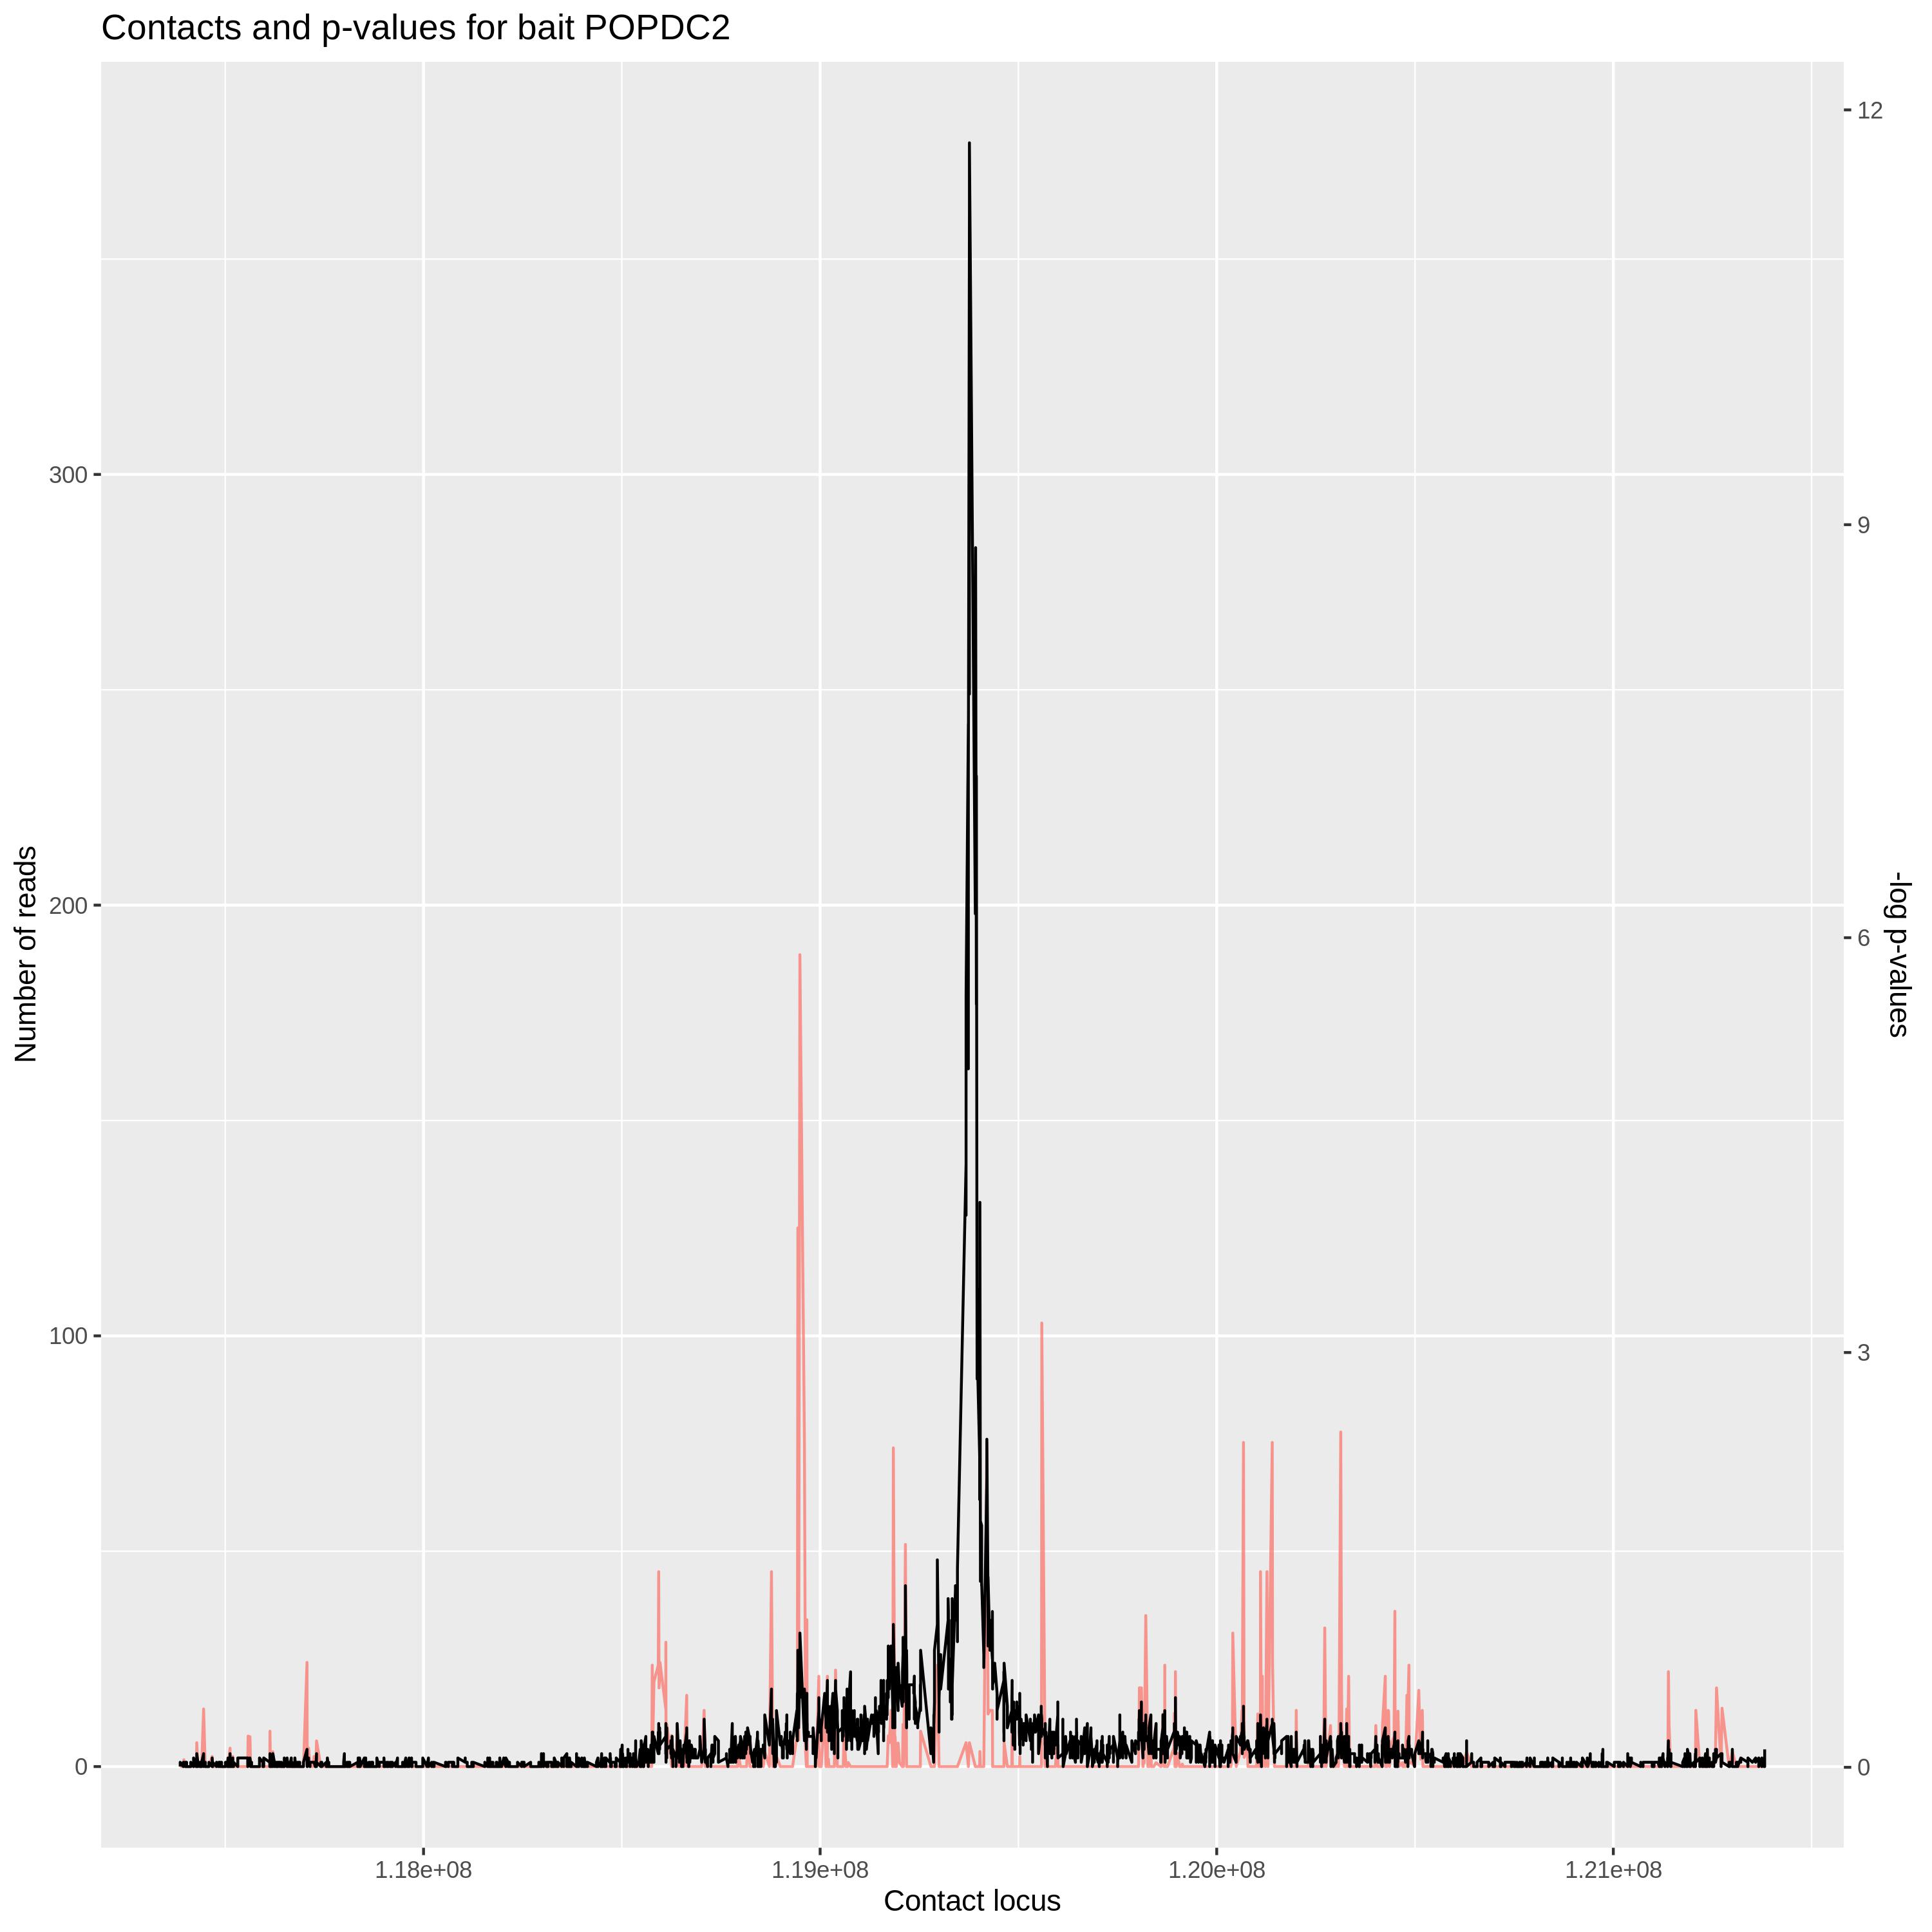 Contacts and p-values for bait POPDC2
12
300
9
200
6
100
3
0
0
Number of reads
-log p-values
1.18e+08
1.19e+08
1.20e+08
1.21e+08
Contact locus